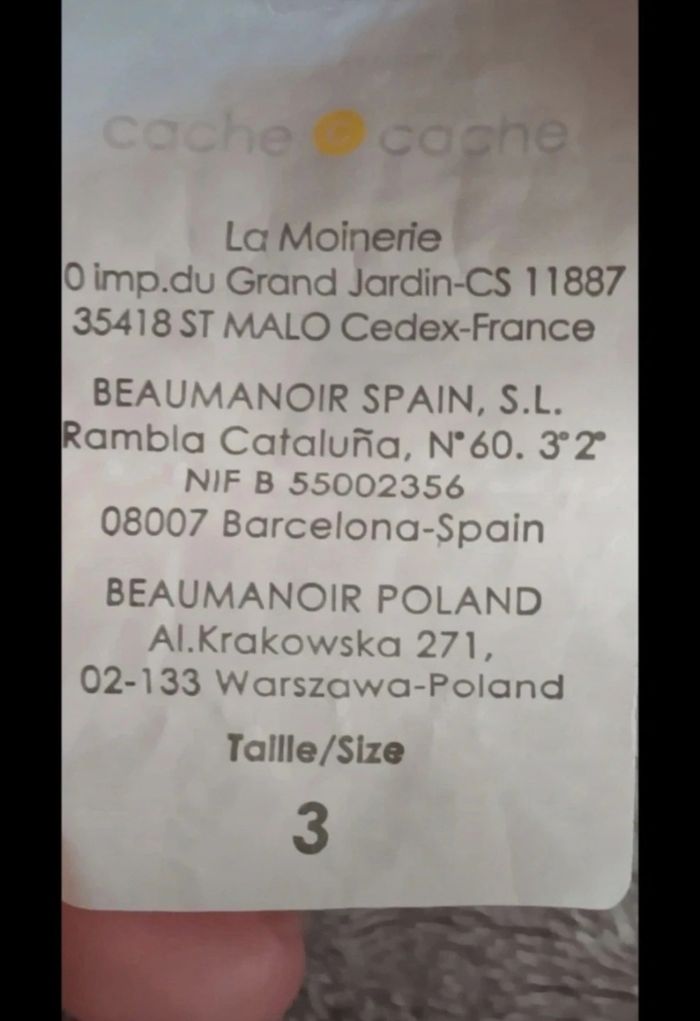 cache cache
La Moinerie
0 imp.du Grand Jardin-CS 11887
35418 ST MALO Cedex-France
BEAUMANOIR SPAIN, S.L.
Rambla Cataluña, N°60. 3°2ª
NIF B 55002356
08007 Barcelona-Spain
BEAUMANOIR POLAND
Al.Krakowska 271,
02-133 Warszawa-Poland
Taille/Size
3